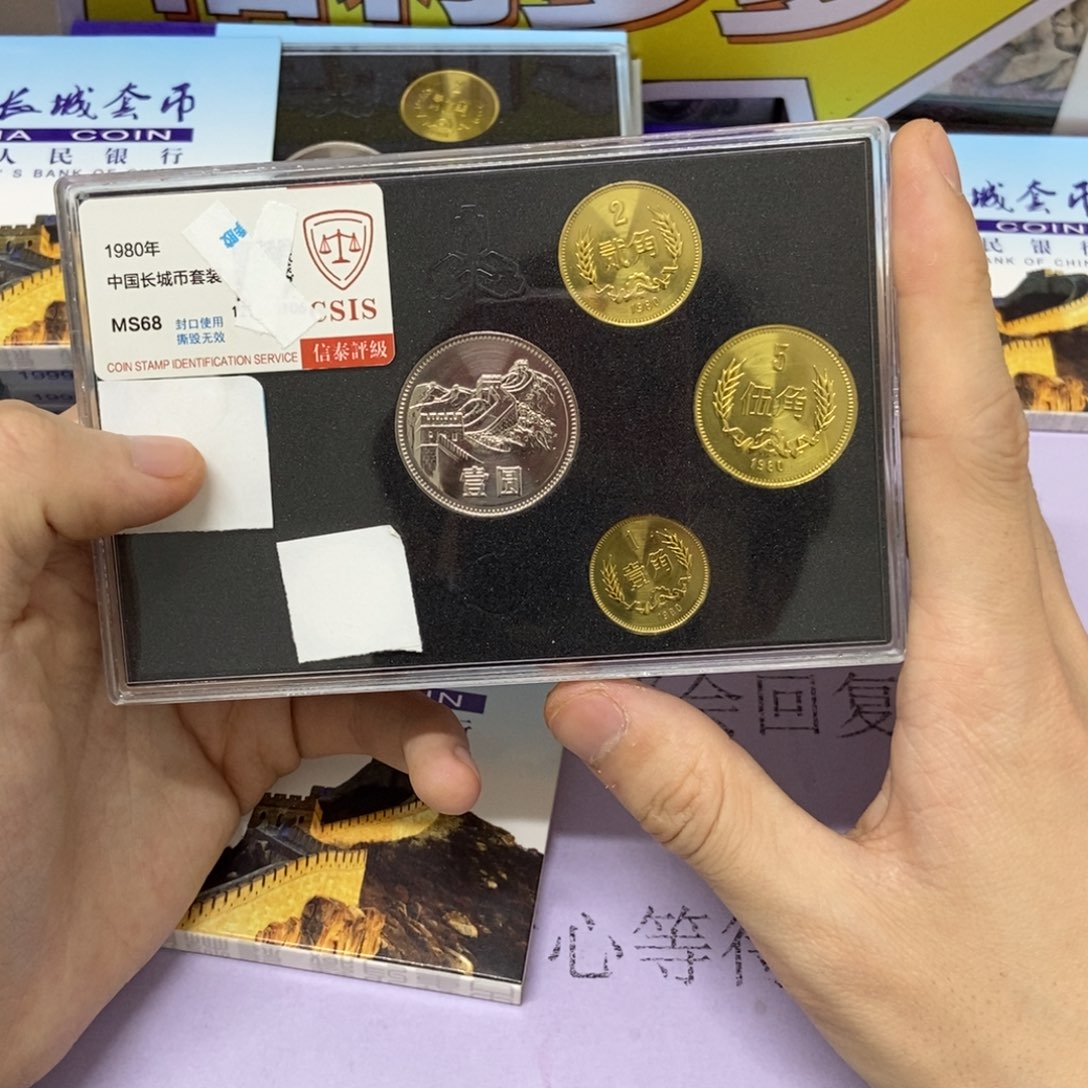 长城套币
COIN
人民银行
'S BANK OF
1980年
中国长城币套装
MS68
封口使用
撕毁无效
COIN STAMP IDENTIFICATION SERVICE
CSIS
信泰評級
2
贰角
1980
壹圆
5
伍角
1980
1
壹角
1980
城套币
COIN
民银行
BANK OF CHIN
IN
会回复
心等待